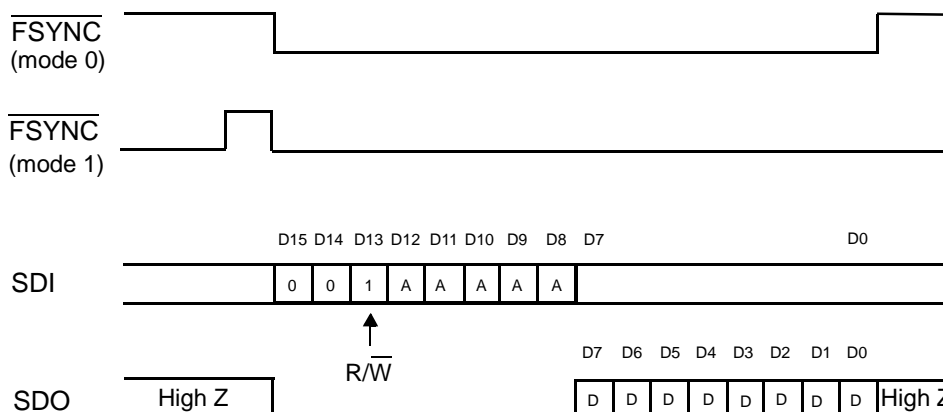 FSYNC
(mode 0)
FSYNC
(mode 1)
D15 D14 D13 D12 D11 D10 D9 D8 D7 D0
SDI 0 0 1 A A A A A
R/W
D7 D6 D5 D4 D3 D2 D1 D0
SDO High Z D D D D D D D D High Z